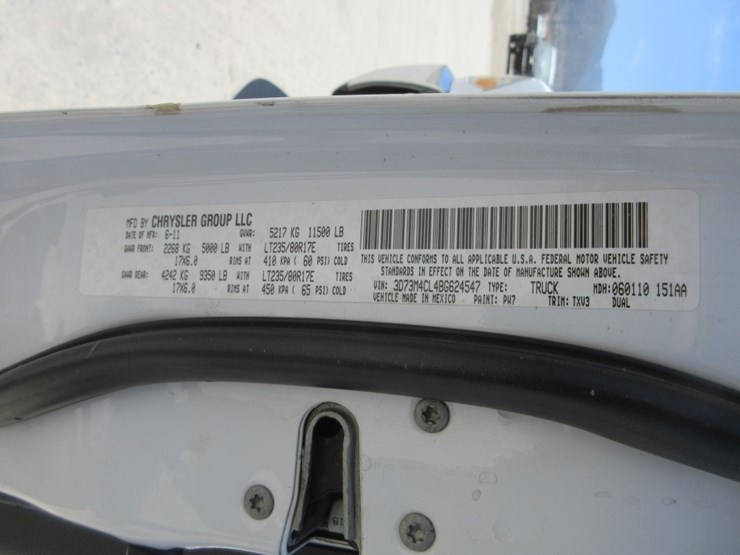 MFD BY CHRYSLER GROUP LLC
DATE OF MFR: 6-11 GVWR: 5217 KG 11500 LB
GAWR FRONT: 2268 KG 5000 LB WITH LT235/80R17E TIRES
17X6.0 RIMS AT 410 KPA ( 60 PSI) COLD
GAWR REAR: 4242 KG 9350 LB WITH LT235/80R17E TIRES
17X6.0 RIMS AT 450 KPA ( 65 PSI) COLD
THIS VEHICLE CONFORMS TO ALL APPLICABLE U.S.A. FEDERAL MOTOR VEHICLE SAFETY
STANDARDS IN EFFECT ON THE DATE OF MANUFACTURE SHOWN ABOVE.
VIN: 3D73M4CL4BG624547 TYPE: TRUCK MDH: 060110 151AA
VEHICLE MADE IN MEXICO PAINT: PW7 TRIM: TXV3 DUAL